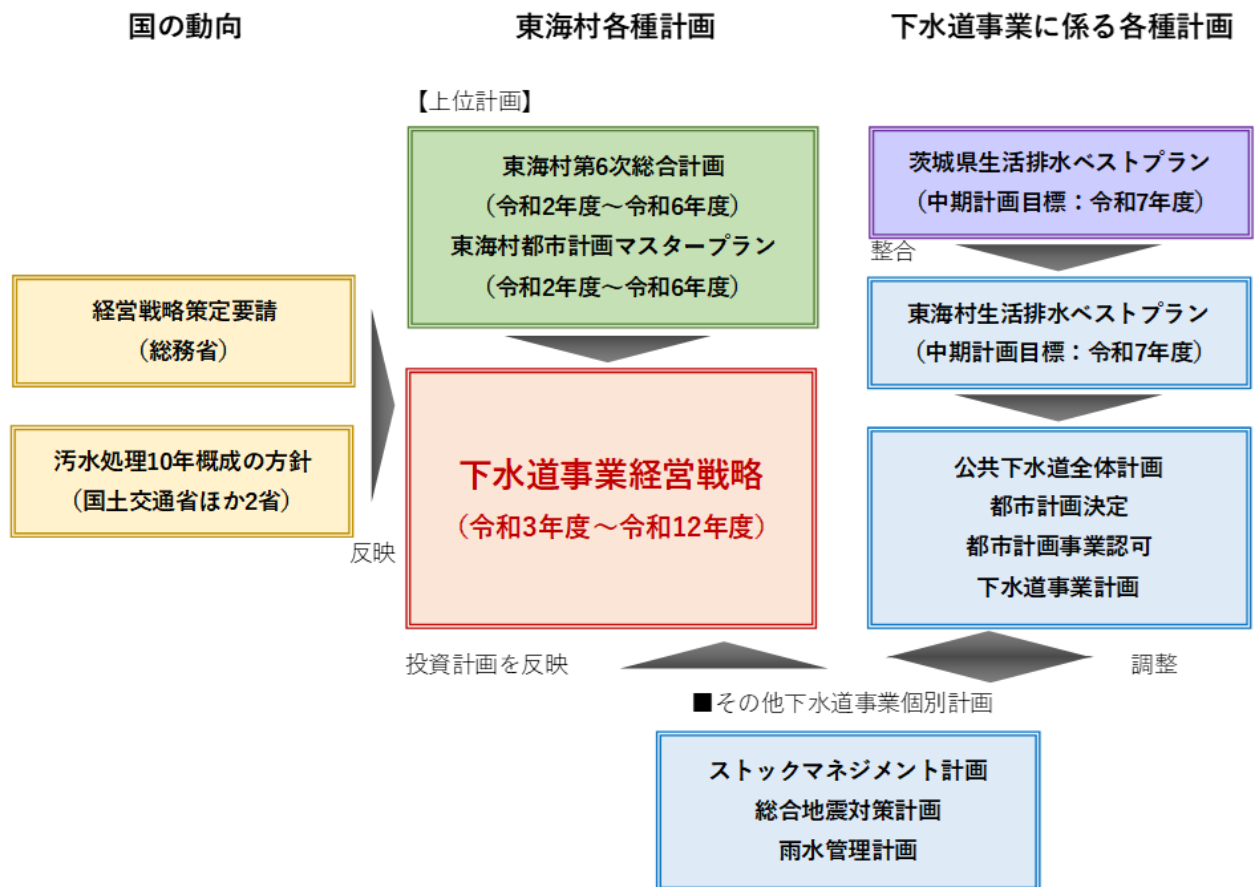 国の動向
東海村各種計画
下水道事業に係る各種計画
経営戦略策定要請
（総務省）
汚水処理10年概成の方針
（国土交通省ほか2省）
反映
【上位計画】
東海村第6次総合計画
（令和2年度～令和6年度）
東海村都市計画マスタープラン
（令和2年度～令和6年度）
下水道事業経営戦略
（令和3年度～令和12年度）
投資計画を反映
茨城県生活排水ベストプラン
（中期計画目標：令和7年度）
整合
東海村生活排水ベストプラン
（中期計画目標：令和7年度）
公共下水道全体計画
都市計画決定
都市計画事業認可
下水道事業計画
調整
■その他下水道事業個別計画
ストックマネジメント計画
総合地震対策計画
雨水管理計画